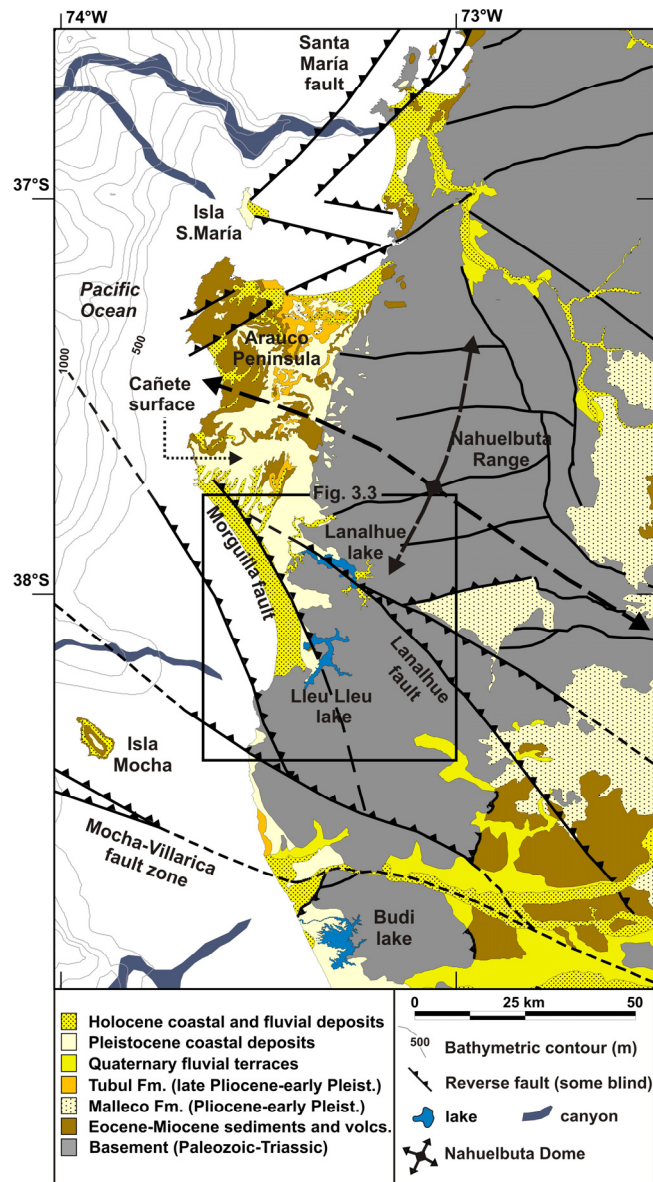 74°W
73°W
Santa
María
fault
37°S
Isla
S.María
Pacific
Ocean
1000
500
Arauco
Peninsula
Cañete
surface
Nahuelbuta
Range
Fig. 3.3
Lanalhue
lake
Morguilla fault
38°S
Lanalhue
fault
Lleu Lleu
lake
Isla
Mocha
Mocha-Villarica
fault zone
Budi
lake
Holocene coastal and fluvial deposits
Pleistocene coastal deposits
Quaternary fluvial terraces
Tubul Fm. (late Pliocene-early Pleist.)
Malleco Fm. (Pliocene-early Pleist.)
Eocene-Miocene sediments and volcs.
Basement (Paleozoic-Triassic)
0 25 km 50
500 Bathymetric contour (m)
Reverse fault (some blind)
lake canyon
Nahuelbuta Dome